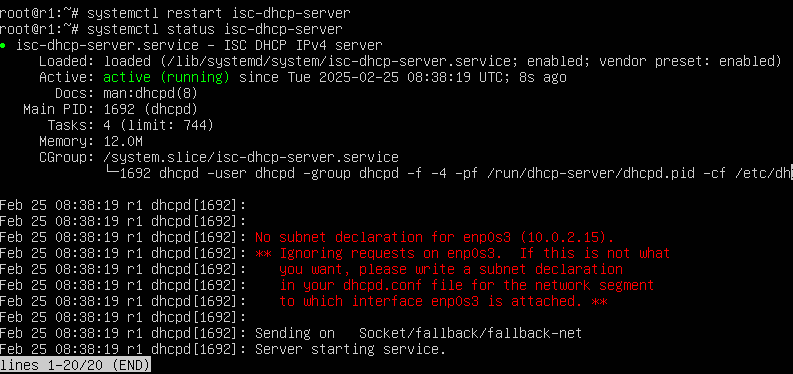 root@r1:~# systemctl restart isc-dhcp-server
root@r1:~# systemctl status isc-dhcp-server
● isc-dhcp-server.service – ISC DHCP IPv4 server
Loaded: loaded (/lib/systemd/system/isc-dhcp-server.service; enabled; vendor preset: enabled)
Active: active (running) since Tue 2025-02-25 08:38:19 UTC; 8s ago
Docs: man:dhcpd(8)
Main PID: 1692 (dhcpd)
Tasks: 4 (limit: 744)
Memory: 12.0M
CGroup: /system.slice/isc-dhcp-server.service
└─1692 dhcpd -user dhcpd -group dhcpd -f -4 -pf /run/dhcp-server/dhcpd.pid -cf /etc/dh
Feb 25 08:38:19 r1 dhcpd[1692]:
Feb 25 08:38:19 r1 dhcpd[1692]:
Feb 25 08:38:19 r1 dhcpd[1692]: No subnet declaration for enp0s3 (10.0.2.15).
Feb 25 08:38:19 r1 dhcpd[1692]: ** Ignoring requests on enp0s3.  If this is not what
Feb 25 08:38:19 r1 dhcpd[1692]:    you want, please write a subnet declaration
Feb 25 08:38:19 r1 dhcpd[1692]:    in your dhcpd.conf file for the network segment
Feb 25 08:38:19 r1 dhcpd[1692]:    to which interface enp0s3 is attached. **
Feb 25 08:38:19 r1 dhcpd[1692]: Sending on   Socket/fallback/fallback-net
Feb 25 08:38:19 r1 dhcpd[1692]: Server starting service.
lines 1-20/20 (END)